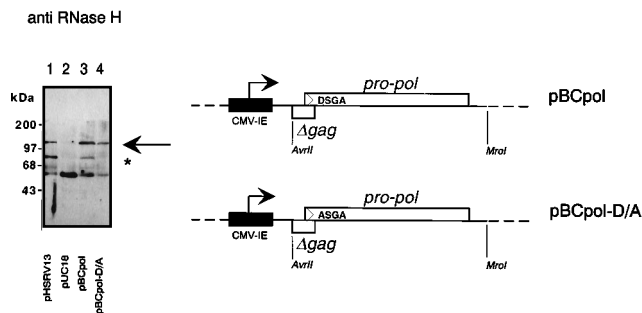 anti RNase H
1 2 3 4
kDa
200
97
68
43
*
pHSRV13
pUC18
pBCpol
pBCpol-D/A
pro-pol
DSGA
CMV-IE
Δgag
AvrII
MroI
pBCpol
pro-pol
ASGA
CMV-IE
Δgag
AvrII
MroI
pBCpol-D/A